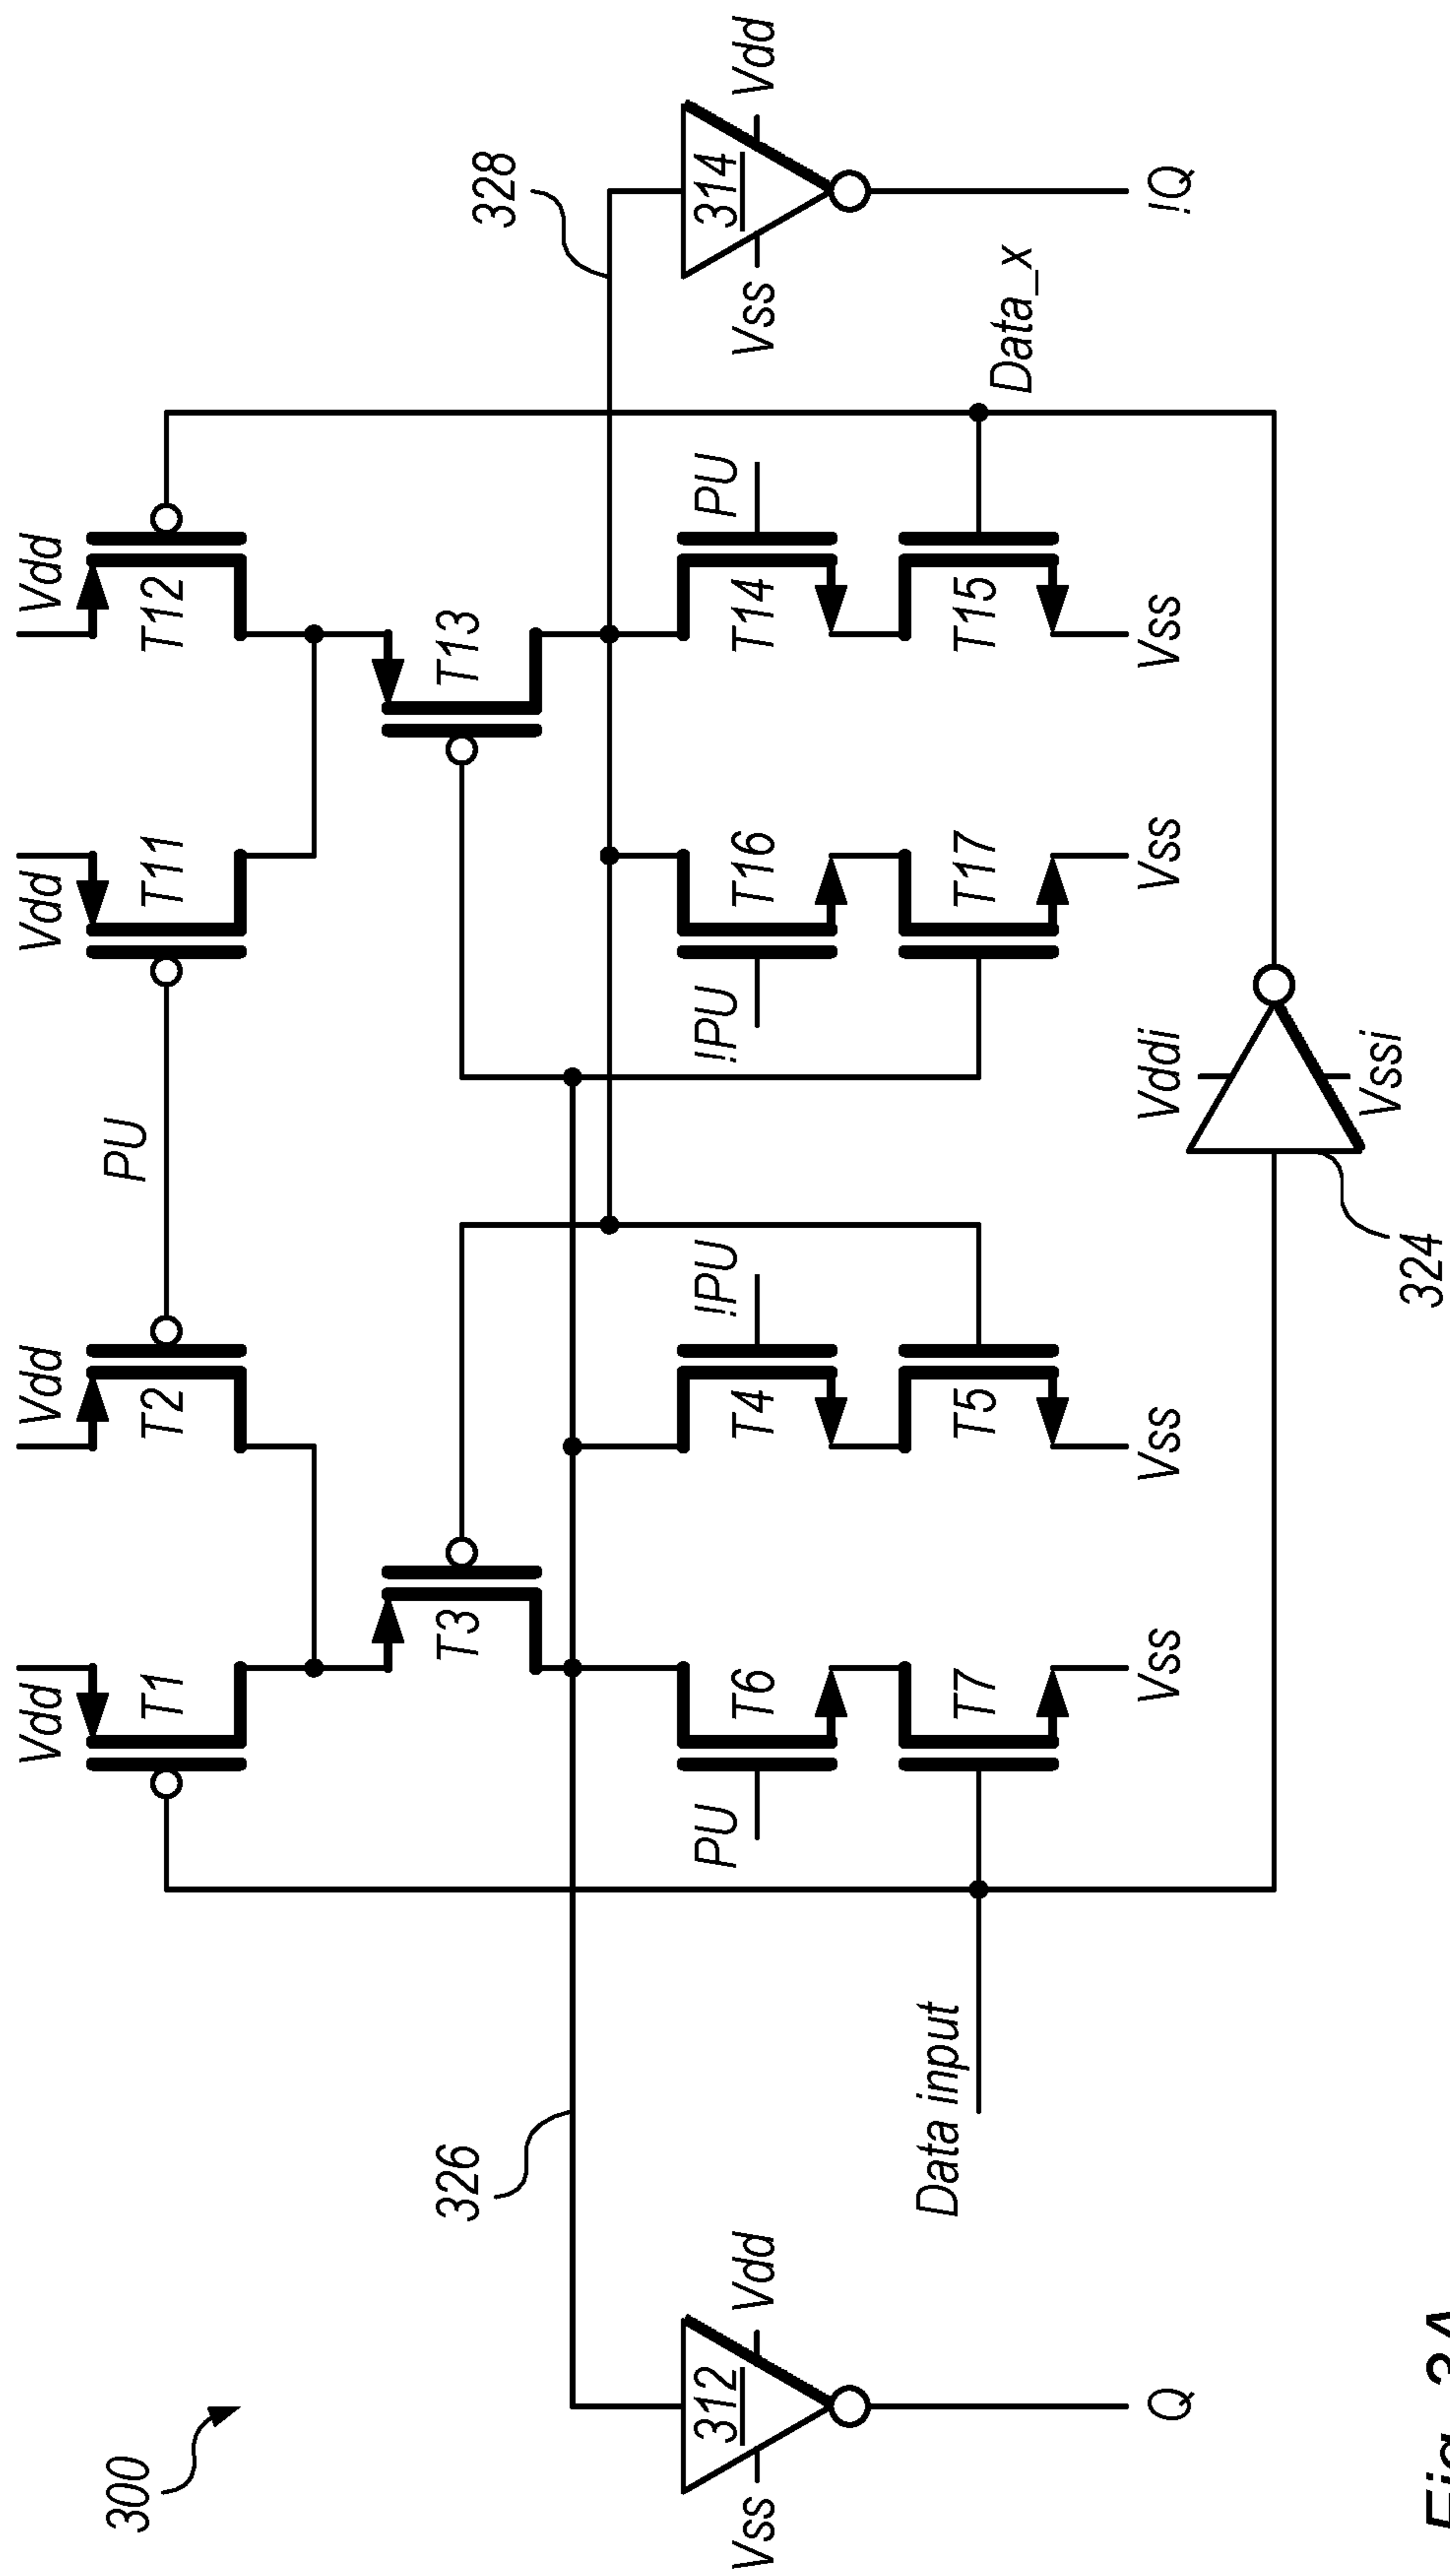 300
Vdd
Vdd
PU
Vdd
Vdd
T1
T2
T11
T12
326
T3
T13
328
Vss
312
Vdd
PU
T6
T4
!PU
!PU
T16
T14
PU
Vss
314
Vdd
Data input
T7
T5
T17
T15
Data_x
Q
Vss
Vss
Vddi
Vss
Vss
!Q
324
Vssi
Fig. 3A